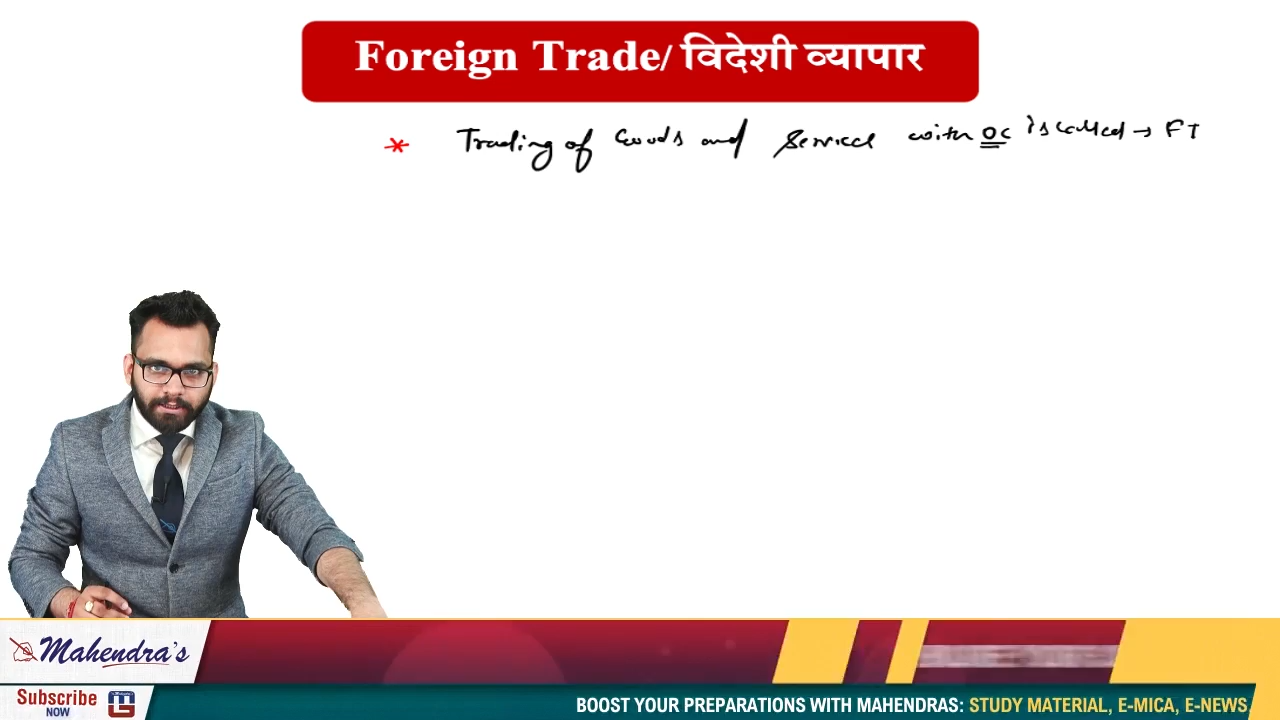 Foreign Trade/ विदेशी व्यापार
* Trading of Goods and Services with OC is called → FT
Mahendra's
Subscribe
NOW
BOOST YOUR PREPARATIONS WITH MAHENDRAS: STUDY MATERIAL, E-MICA, E-NEWS.